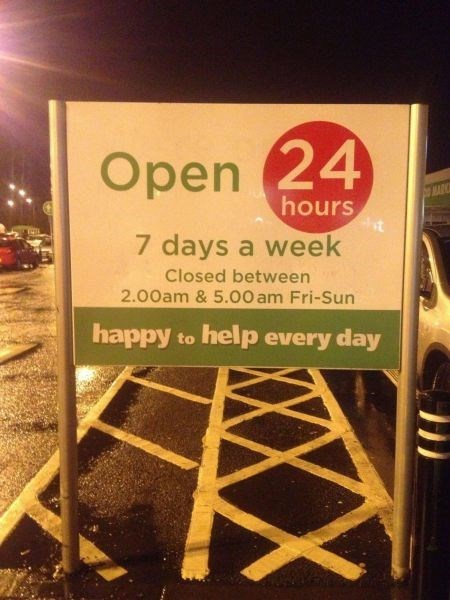 Open 24
hours
7 days a week
Closed between
2.00am & 5.00am Fri-Sun
happy to help every day